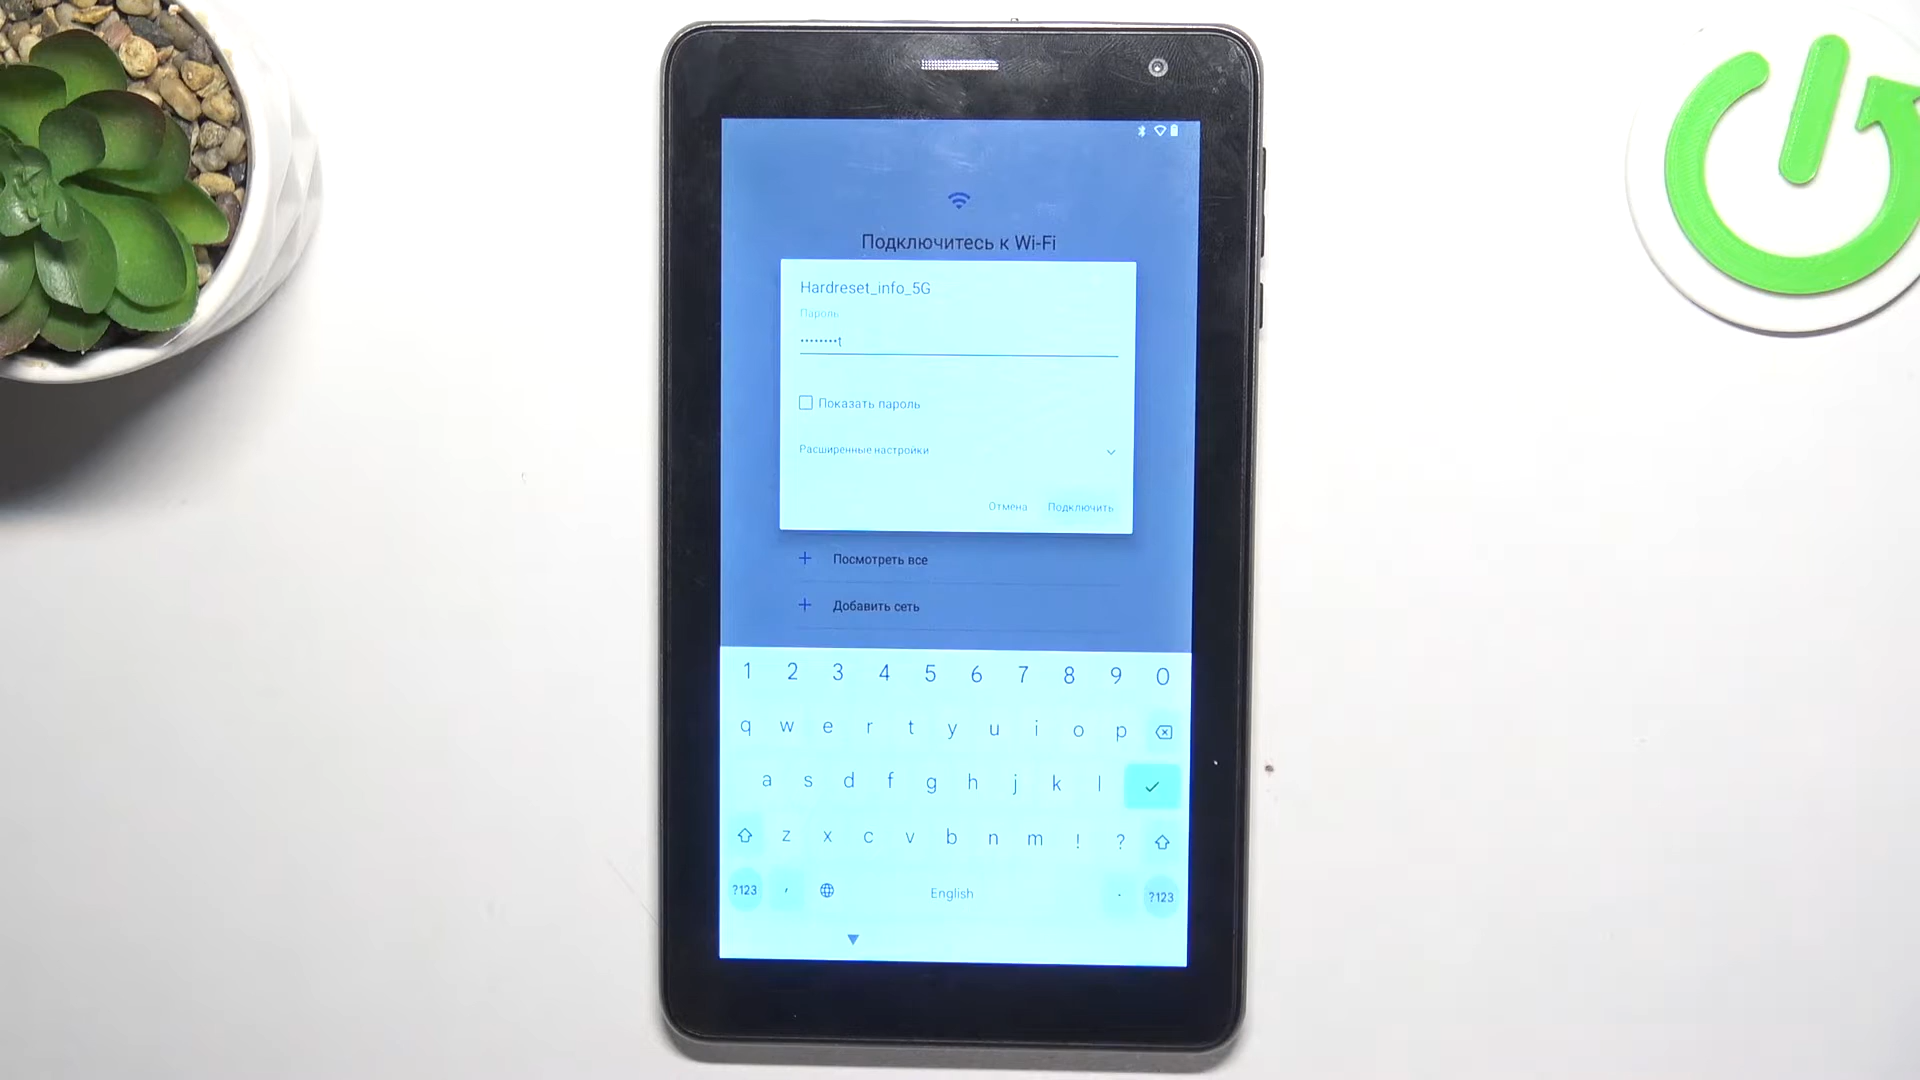 Подключитесь к Wi-Fi
Hardreset_info_5G
Пароль
••••••••t
Показать пароль
Расширенные настройки
Отмена Подключить
Посмотреть все
Добавить сеть
1 2 3 4 5 6 7 8 9 0
q w e r t y u i o p
a s d f g h j k l
z x c v b n m ! ?
?123 , English . ?123